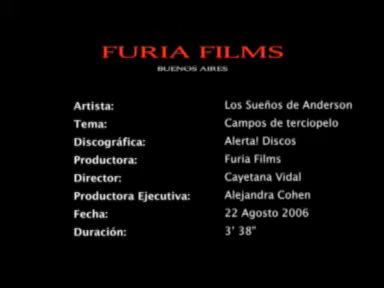 FURIA FILMS
BUENOS AIRES
Artista: Los Sueños de Anderson
Tema: Campos de terciopelo
Discográfica: Alerta! Discos
Productora: Furia Films
Director: Cayetana Vidal
Productora Ejecutiva: Alejandra Cohen
Fecha: 22 Agosto 2006
Duración: 3' 38"